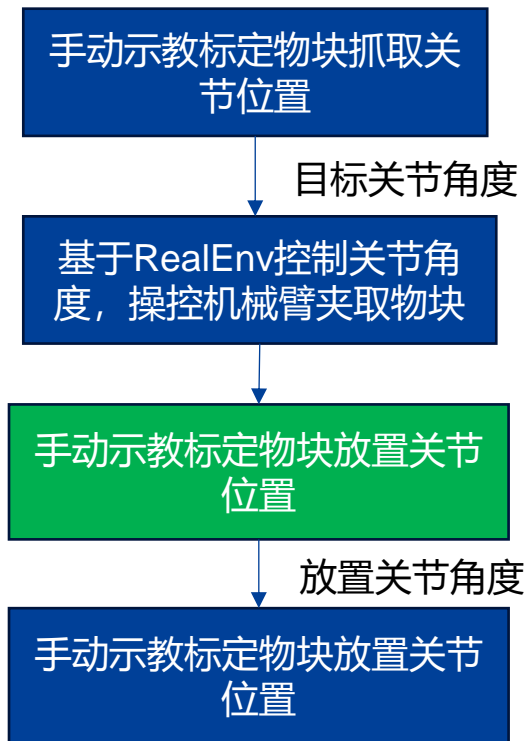 手动示教标定物块抓取关
节位置
目标关节角度
基于RealEnv控制关节角
度，操控机械臂夹取物块
手动示教标定物块放置关节
位置
放置关节角度
手动示教标定物块放置关节
位置